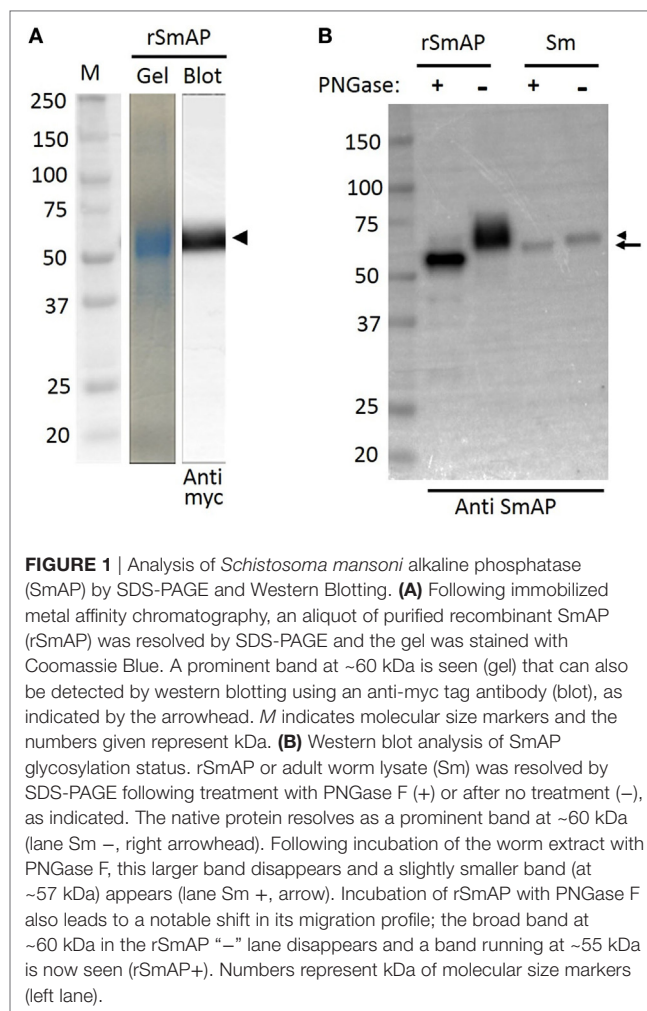 A
rSmAP
M Gel Blot
250
150
100
75
50
37
25
20
Anti
myc
B
rSmAP Sm
PNGase: + - + -
150
100
75
50
37
25
20
Anti SmAP
FIGURE 1 | Analysis of Schistosoma mansoni alkaline phosphatase
(SmAP) by SDS-PAGE and Western Blotting. (A) Following immobilized
metal affinity chromatography, an aliquot of purified recombinant SmAP
(rSmAP) was resolved by SDS-PAGE and the gel was stained with
Coomassie Blue. A prominent band at ~60 kDa is seen (gel) that can also
be detected by western blotting using an anti-myc tag antibody (blot), as
indicated by the arrowhead. M indicates molecular size markers and the
numbers given represent kDa. (B) Western blot analysis of SmAP
glycosylation status. rSmAP or adult worm lysate (Sm) was resolved by
SDS-PAGE following treatment with PNGase F (+) or after no treatment (−),
as indicated. The native protein resolves as a prominent band at ~60 kDa
(lane Sm −, right arrowhead). Following incubation of the worm extract with
PNGase F, this larger band disappears and a slightly smaller band (at
~57 kDa) appears (lane Sm +, arrow). Incubation of rSmAP with PNGase F
also leads to a notable shift in its migration profile; the broad band at
~60 kDa in the rSmAP “−” lane disappears and a band running at ~55 kDa
is now seen (rSmAP+). Numbers represent kDa of molecular size markers
(left lane).